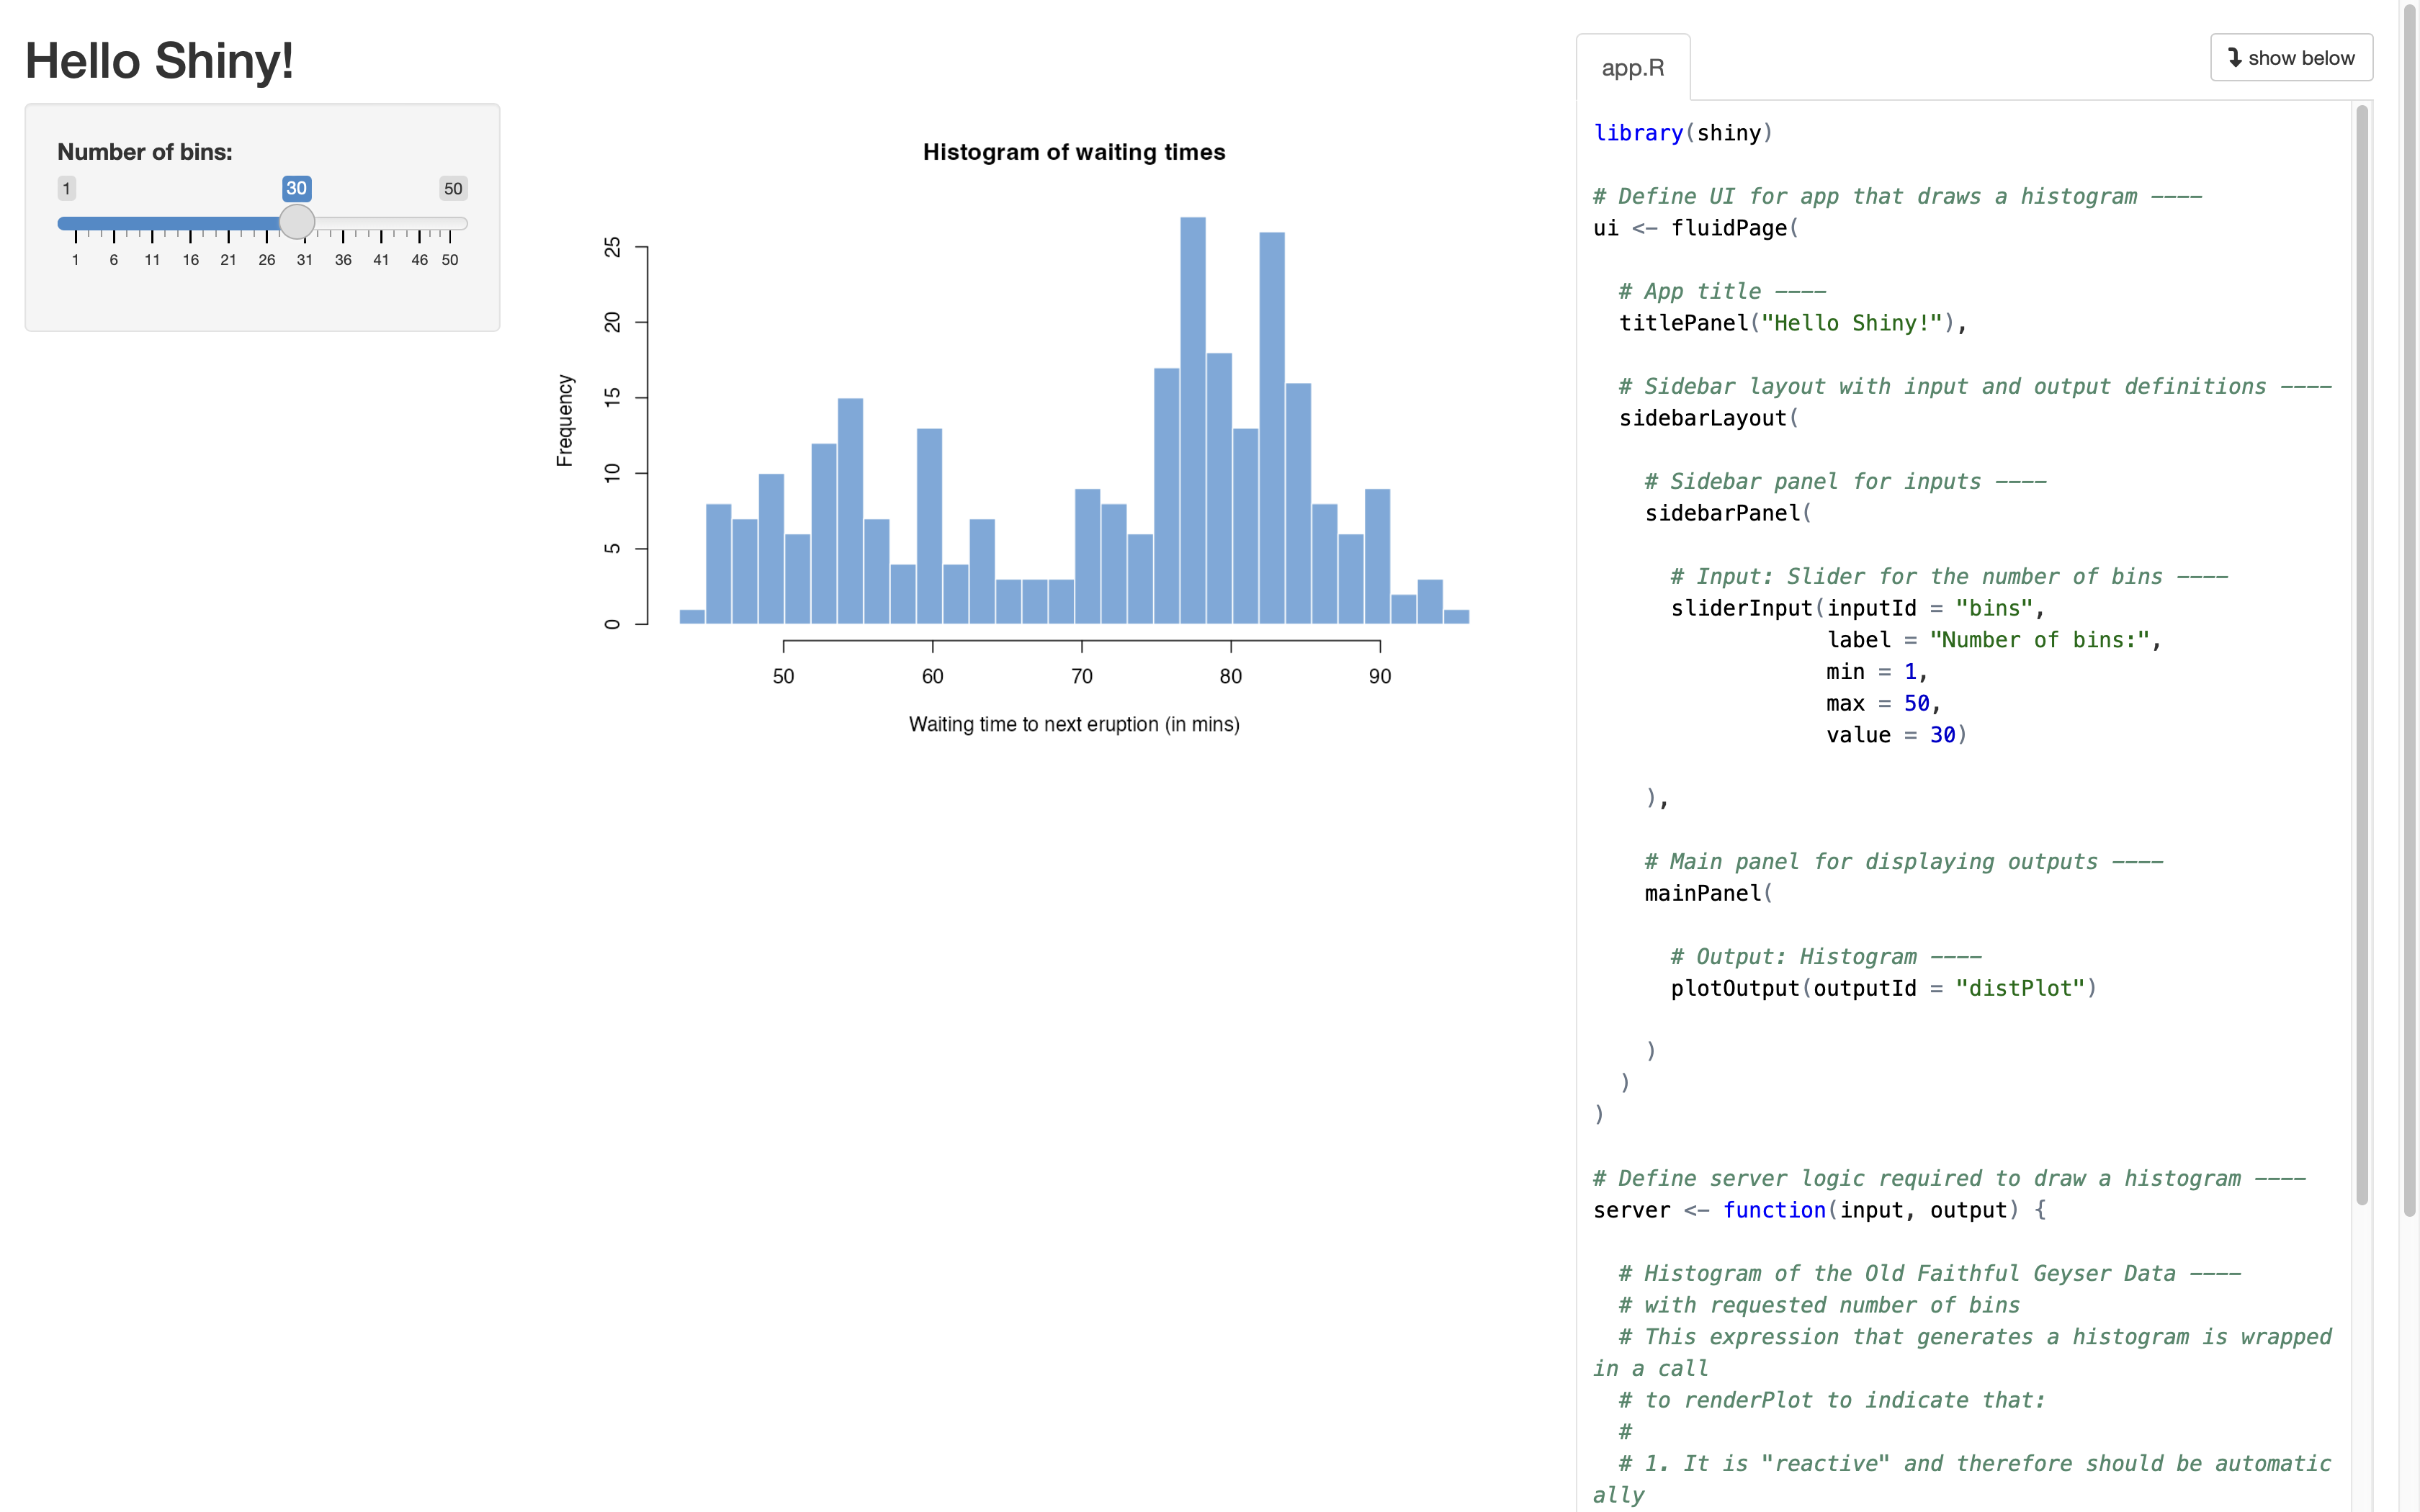 Hello Shiny!
Number of bins:
1 30 50
1 6 11 16 21 26 31 36 41 46 50
Histogram of waiting times
Frequency
25
20
15
10
5
0
50 60 70 80 90
Waiting time to next eruption (in mins)
app.R
show below
library(shiny)
# Define UI for app that draws a histogram ----
ui <- fluidPage(
# App title ----
titlePanel("Hello Shiny!"),
# Sidebar layout with input and output definitions ----
sidebarLayout(
# Sidebar panel for inputs ----
sidebarPanel(
# Input: Slider for the number of bins ----
sliderInput(inputId = "bins",
label = "Number of bins:",
min = 1,
max = 50,
value = 30)
),
# Main panel for displaying outputs ----
mainPanel(
# Output: Histogram ----
plotOutput(outputId = "distPlot")
)
)
)
# Define server logic required to draw a histogram ----
server <- function(input, output) {
# Histogram of the Old Faithful Geyser Data ----
# with requested number of bins
# This expression that generates a histogram is wrapped
in a call
# to renderPlot to indicate that:
#
# 1. It is "reactive" and therefore should be automatic
ally